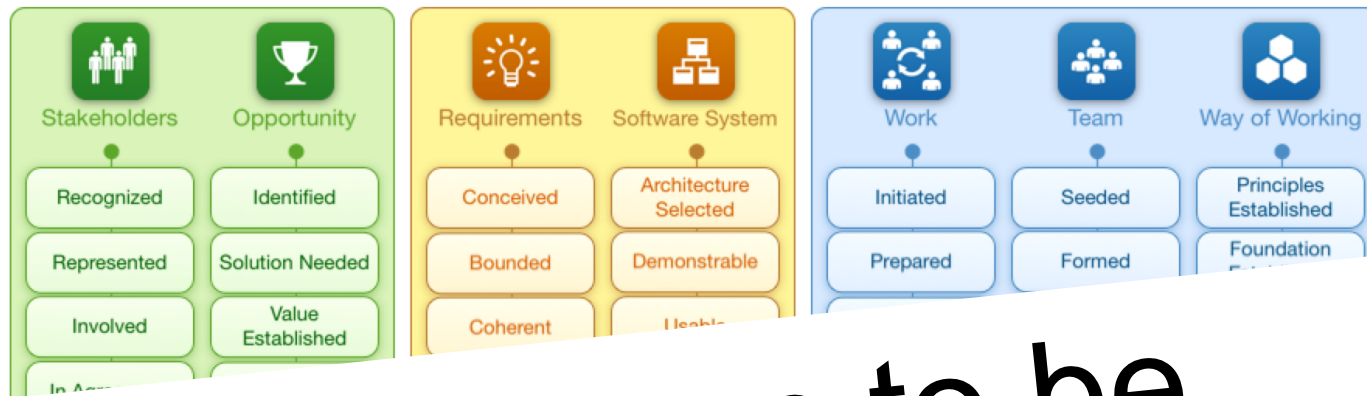 Stakeholders
Recognized
Represented
Involved
Opportunity
Identified
Solution Needed
Value
Established
Requirements
Conceived
Bounded
Coherent
Software System
Architecture
Selected
Demonstrable
Usable
Work
Initiated
Prepared
Team
Seeded
Formed
Way of Working
Principles
Established
Foundation
to be